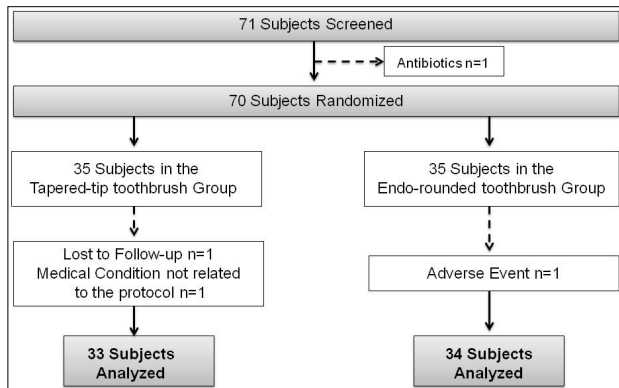 71 Subjects Screened
Antibiotics n=1
70 Subjects Randomized
35 Subjects in the
Tapered-tip toothbrush Group
35 Subjects in the
Endo-rounded toothbrush Group
Lost to Follow-up n=1
Medical Condition not related
to the protocol n=1
Adverse Event n=1
33 Subjects
Analyzed
34 Subjects
Analyzed